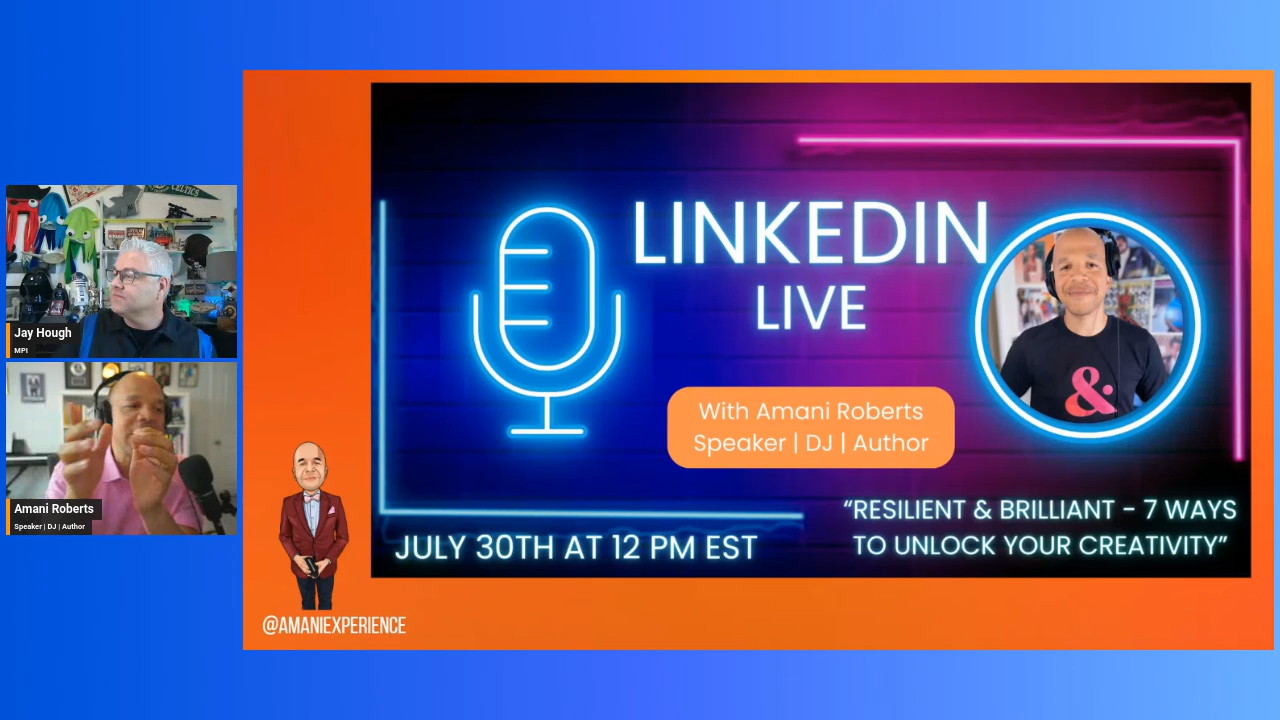 CELTICS
Jay Hough
MPI
Amani Roberts
Speaker | DJ | Author
LINKEDIN
LIVE
With Amani Roberts
Speaker | DJ | Author
&
"RESILIENT & BRILLIANT - 7 WAYS
TO UNLOCK YOUR CREATIVITY"
JULY 30TH AT 12 PM EST
@AMANIEXPERIENCE